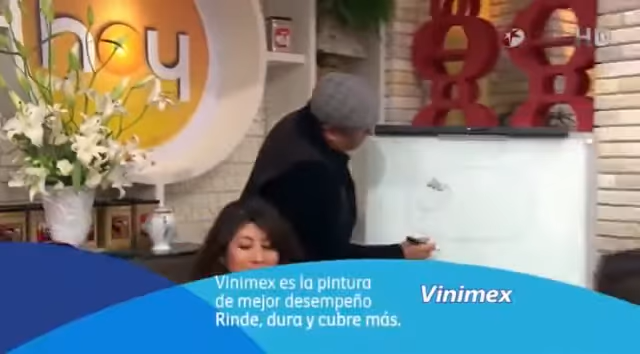 hoy
HD
Vinimex es la pintura
de mejor desempeño
Rinde, dura y cubre más.
Vinimex